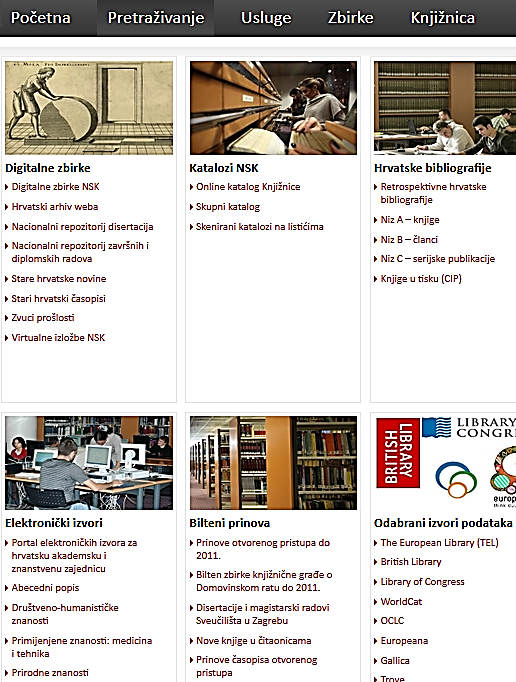 Početna Pretraživanje Usluge Zbirke Knjižnica
Digitalne zbirke
Digitalne zbirke NSK
Hrvatski arhiv weba
Nacionalni repozitorij disertacija
Nacionalni repozitorij završnih i
diplomskih radova
Stare hrvatske novine
Stari hrvatski časopisi
Zvuci prošlosti
Virtualne izložbe NSK
Katalozi NSK
Online katalog Knjižnice
Skupni katalog
Skenirani katalozi na listićima
Hrvatske bibliografije
Retrospektivne hrvatske
bibliografije
Niz A – knjige
Niz B – članci
Niz C – serijske publikacije
Knjige u tisku (CIP)
Elektronički izvori
Portal elektroničkih izvora za
hrvatsku akademsku i
znanstvenu zajednicu
Abecedni popis
Društveno-humanističke
znanosti
Primijenjene znanosti: medicina
i tehnika
Prirodne znanosti
Bilteni prinova
Prinove otvorenog pristupa do
2011.
Bilten zbirke knjižnične građe o
Domovinskom ratu do 2011.
Disertacije i magistarski radovi
Sveučilišta u Zagrebu
Nove knjige u čitaonicama
Prinove časopisa otvorenog
pristupa
BRITISH
LIBRARY
LIBRARY
CONGR
europ
Odabrani izvori podataka
The European Library (TEL)
British Library
Library of Congress
WorldCat
OCLC
Europeana
Gallica
Trove